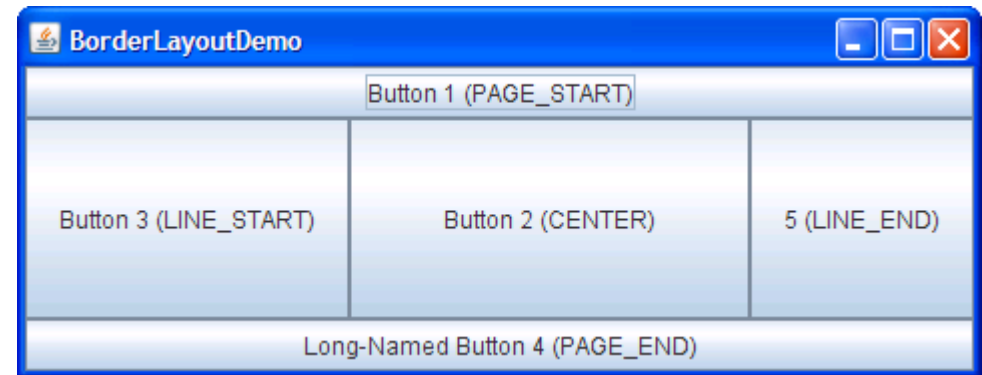 BorderLayoutDemo
Button 1 (PAGE_START)
Button 3 (LINE_START) Button 2 (CENTER) 5 (LINE_END)
Long-Named Button 4 (PAGE_END)